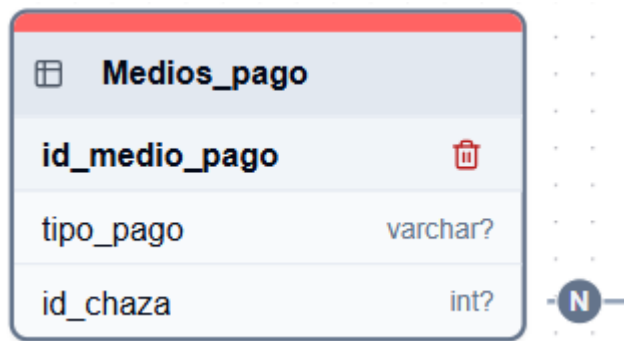 Medios_pago
id_medio_pago
tipo_pago varchar?
id_chaza int? N